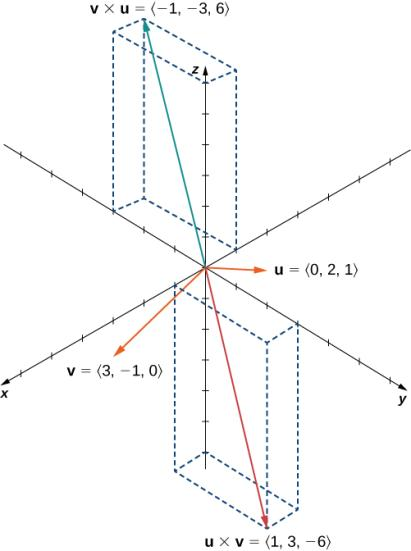 v × u = ⟨−1, −3, 6⟩
z
u = ⟨0, 2, 1⟩
v = ⟨3, −1, 0⟩
x
y
u × v = ⟨1, 3, −6⟩